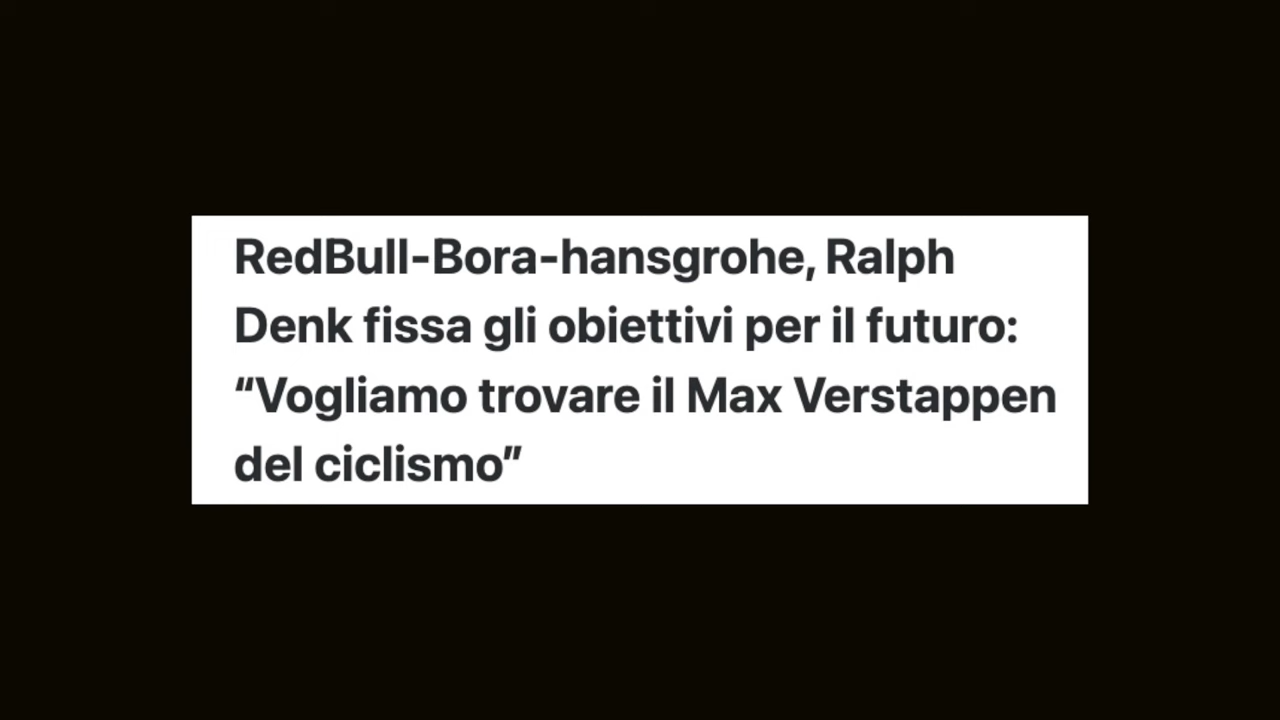 RedBull-Bora-hansgrohe, Ralph
Denk fissa gli obiettivi per il futuro:
“Vogliamo trovare il Max Verstappen
del ciclismo”